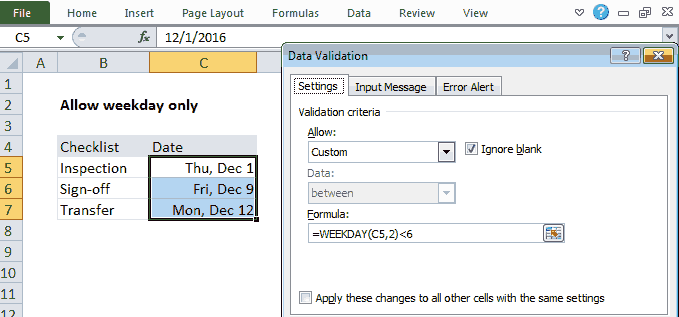 File Home Insert Page Layout Formulas Data Review View
C5 fx 12/1/2016
A B C
1
2 Allow weekday only
3
4 Checklist Date
5 Inspection Thu, Dec 1
6 Sign-off Fri, Dec 9
7 Transfer Mon, Dec 12
8
9
10
11
12
Data Validation
Settings Input Message Error Alert
Validation criteria
Allow:
Custom Ignore blank
Data:
between
Formula:
=WEEKDAY(C5,2)<6
Apply these changes to all other cells with the same settings